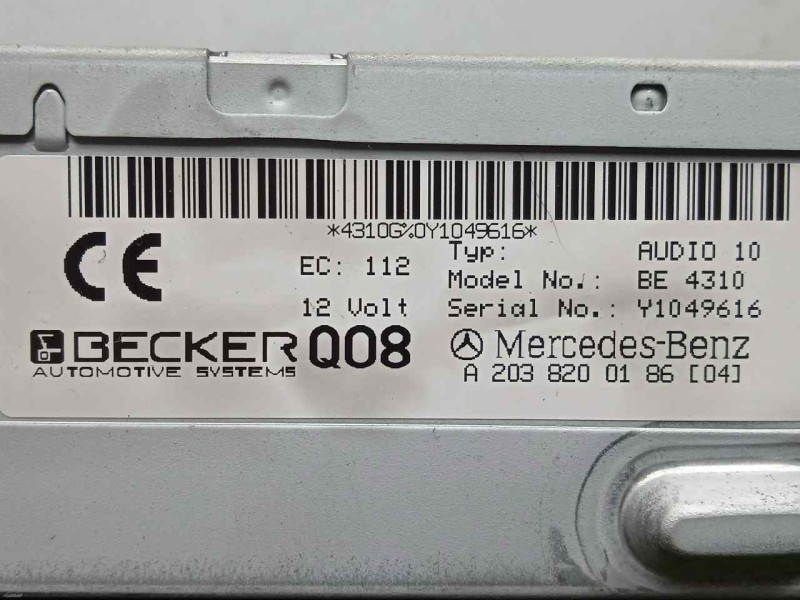 *4310G%0Y1049616*
CE
EC: 112
12 Volt
Typ: AUDIO 10
Model No.: BE 4310
Serial No.: Y1049616
BECKER
AUTOMOTIVE SYSTEMS
Q08
Mercedes-Benz
A 203 820 01 86 [04]